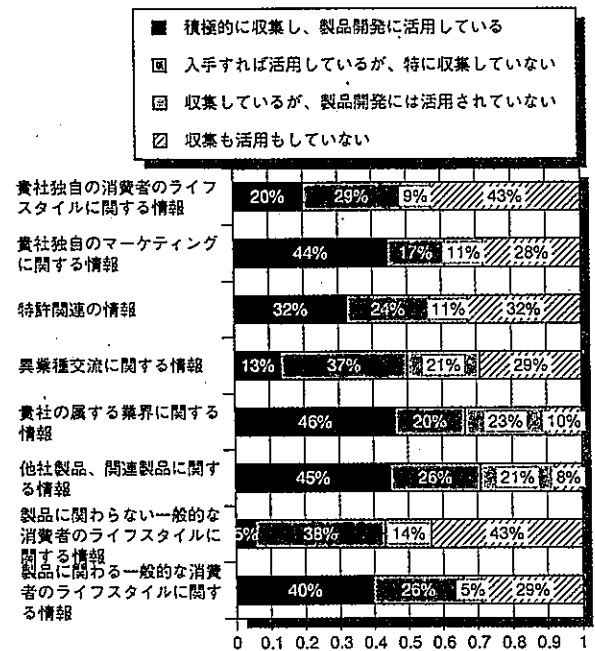 積極的に収集し、製品開発に活用している
入手すれば活用しているが、特に収集していない
収集しているが、製品開発には活用されていない
収集も活用もしていない
貴社独自の消費者のライフ
スタイルに関する情報
20% 29% 9% 43%
貴社独自のマーケティング
に関する情報
44% 17% 11% 28%
特許関連の情報
32% 24% 11% 32%
異業種交流に関する情報
13% 37% 21% 29%
貴社の属する業界に関する
情報
46% 20% 23% 10%
他社製品、関連製品に関す
る情報
45% 26% 21% 8%
製品に関わらない一般的な
消費者のライフスタイルに
関する情報
5% 38% 14% 43%
製品に関わる一般的な消費
者のライフスタイルに関す
る情報
40% 26% 5% 29%
0 0.1 0.2 0.3 0.4 0.5 0.6 0.7 0.8 0.9 1